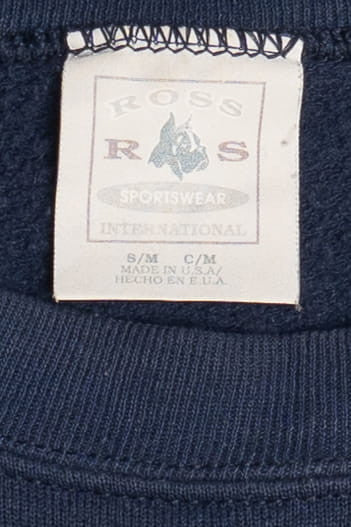 ROSS
R S
SPORTSWEAR
INTERNATIONAL
S/M C/M
MADE IN U.S.A/
HECHO EN E.U.A.